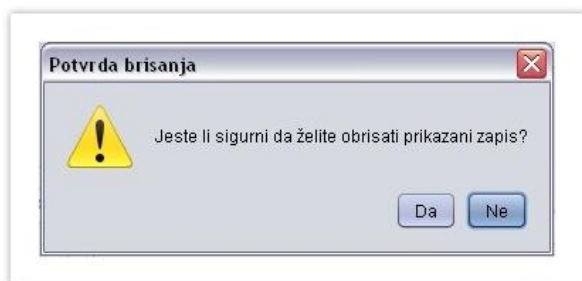 Potvrda brisanja
Jeste li sigurni da želite obrisati prikazani zapis?
Da Ne